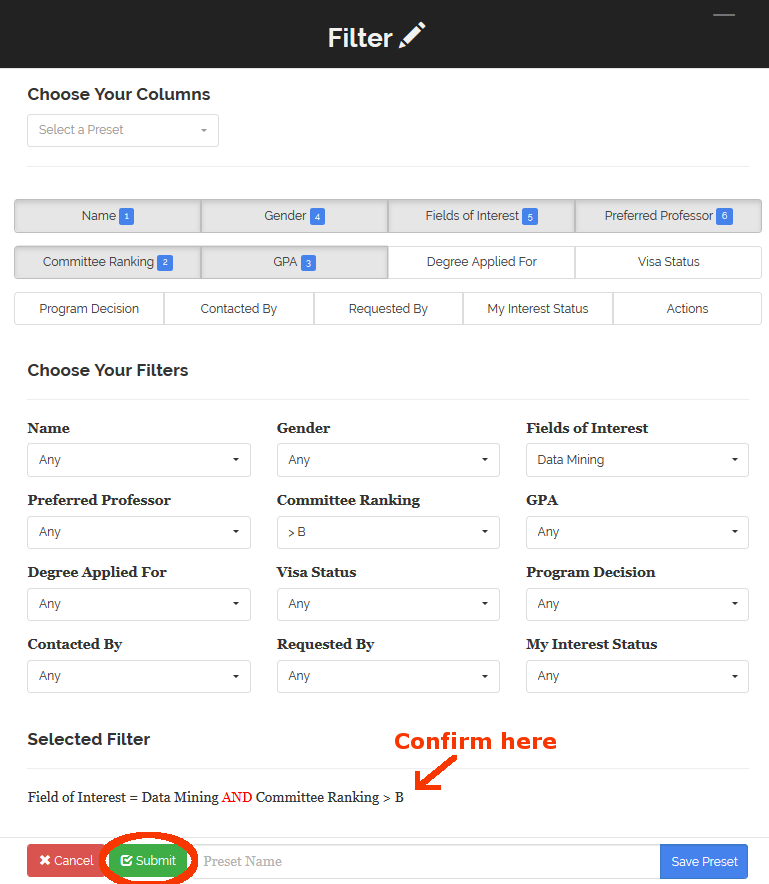 Filter
Choose Your Columns
Select a Preset
Name 1 Gender 4 Fields of Interest 5 Preferred Professor 6
Committee Ranking 2 GPA 3 Degree Applied For Visa Status
Program Decision Contacted By Requested By My Interest Status Actions
Choose Your Filters
Name Gender Fields of Interest
Any Any Data Mining
Preferred Professor Committee Ranking GPA
Any > B Any
Degree Applied For Visa Status Program Decision
Any Any Any
Contacted By Requested By My Interest Status
Any Any Any
Selected Filter
Confirm here
Field of Interest = Data Mining AND Committee Ranking > B
Cancel Submit Preset Name Save Preset